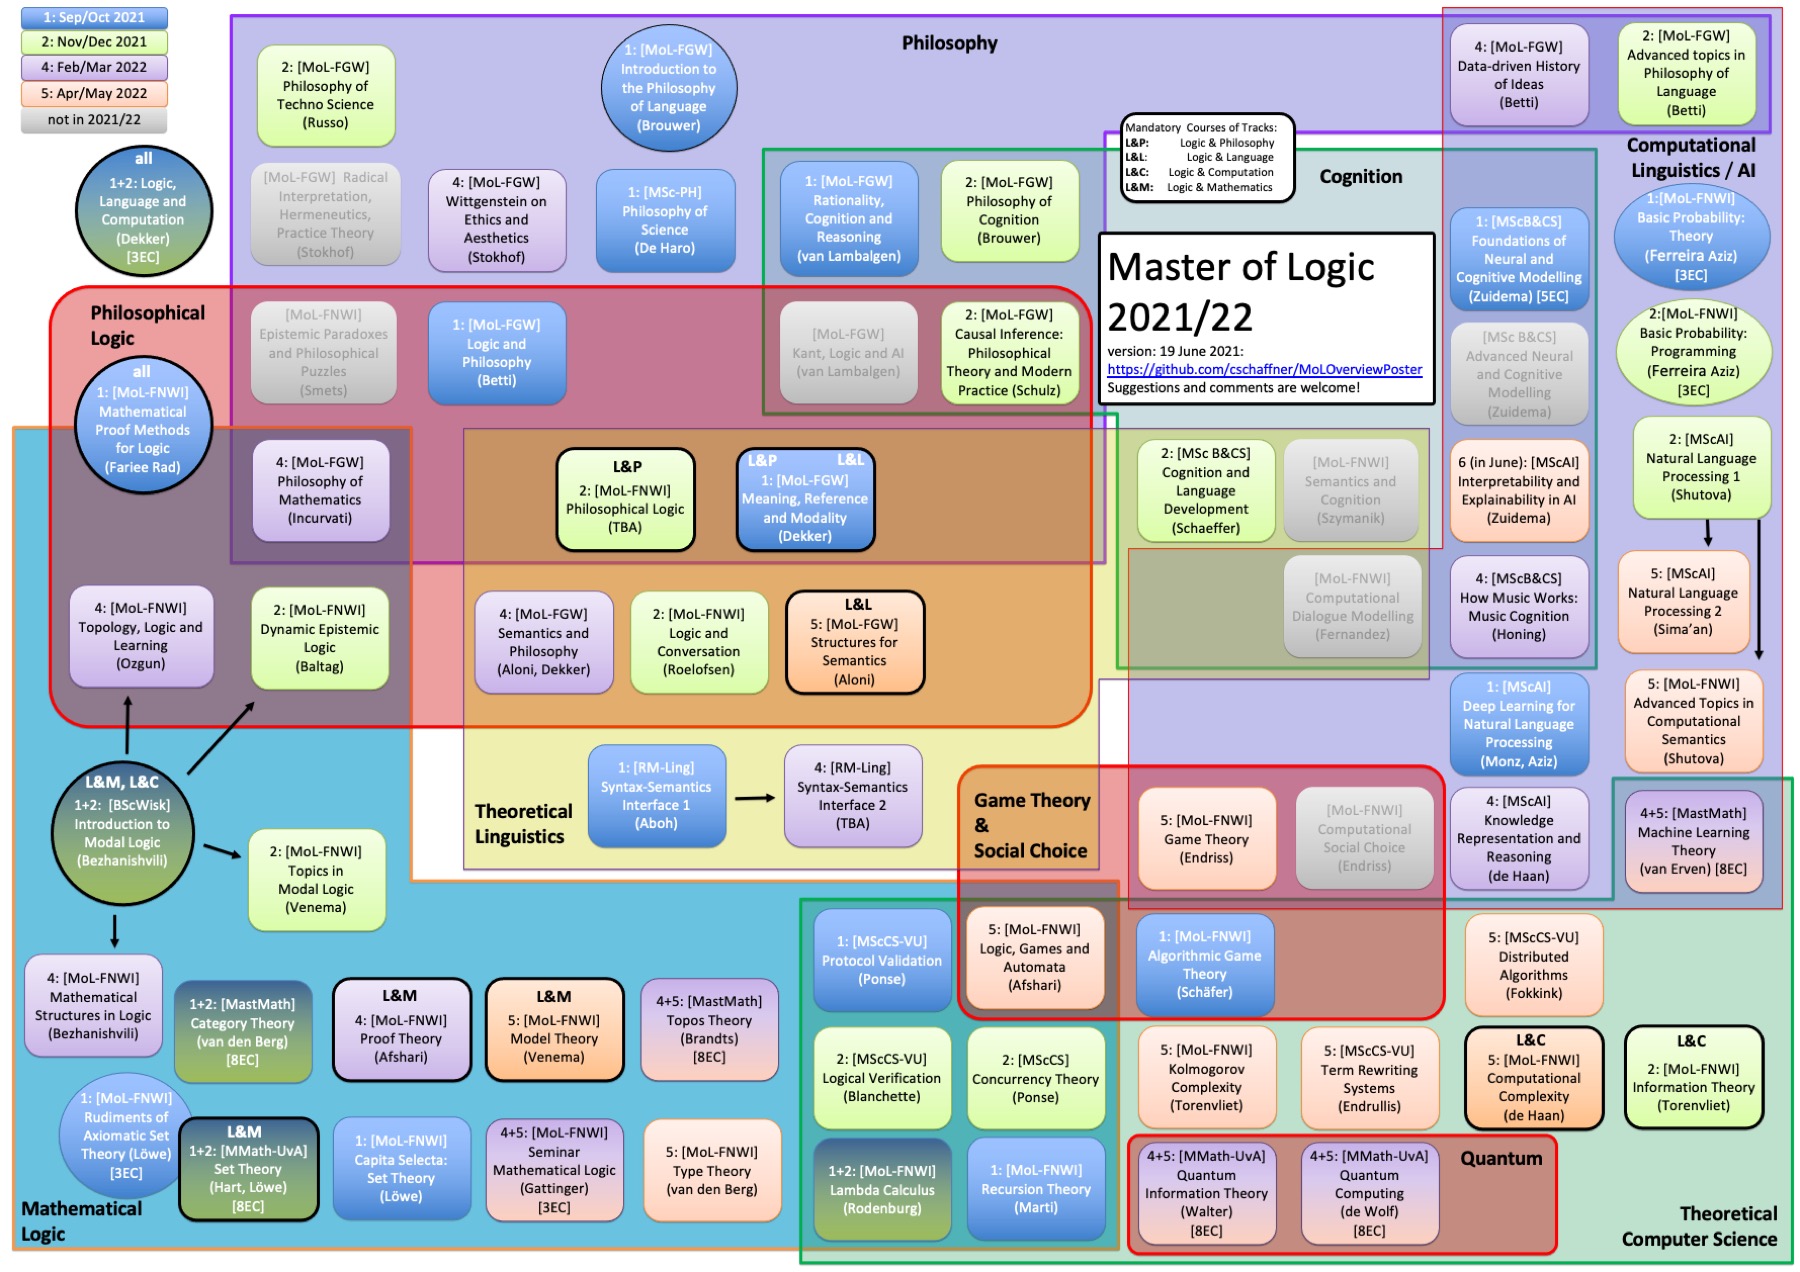 1: Sep/Oct 2021
2: Nov/Dec 2021
4: Feb/Mar 2022
5: Apr/May 2022
not in 2021/22
all
1+2: Logic,
Language and
Computation
(Dekker)
[3EC]
Philosophy
2: [MoL-FGW]
Philosophy of
Techno Science
(Russo)
1: [MoL-FGW]
Introduction to
the Philosophy
of Language
(Brouwer)
4: [MoL-FGW]
Data-driven History
of Ideas
(Betti)
2: [MoL-FGW]
Advanced topics in
Philosophy of
Language
(Betti)
Mandatory Courses of Tracks:
L&P: Logic & Philosophy
L&L: Logic & Language
L&C: Logic & Computation
L&M: Logic & Mathematics
Cognition
Computational
Linguistics / AI
[MoL-FGW] Radical
Interpretation,
Hermeneutics,
Practice Theory
(Stokhof)
4: [MoL-FGW]
Wittgenstein on
Ethics and
Aesthetics
(Stokhof)
1: [MSc-PH]
Philosophy of
Science
(De Haro)
1: [MoL-FGW]
Rationality,
Cognition and
Reasoning
(van Lambalgen)
2: [MoL-FGW]
Philosophy of
Cognition
(Brouwer)
1: [MScB&CS]
Foundations of
Neural and
Cognitive Modelling
(Zuidema) [5EC]
1:[MoL-FNWI]
Basic Probability:
Theory
(Ferreira Aziz)
[3EC]
Master of Logic
2021/22
version: 19 June 2021:
https://github.com/cschaffner/MoLOverviewPoster
Suggestions and comments are welcome!
Philosophical
Logic
all
1: [MoL-FNWI]
Mathematical
Proof Methods
for Logic
(Fariee Rad)
[MoL-FNWI]
Epistemic Paradoxes
and Philosophical
Puzzles
(Smets)
1: [MoL-FGW]
Logic and
Philosophy
(Betti)
[MoL-FGW]
Kant, Logic and AI
(van Lambalgen)
2: [MoL-FGW]
Causal Inference:
Philosophical
Theory and Modern
Practice (Schulz)
[MSc B&CS]
Advanced Neural
and Cognitive
Modelling
(Zuidema)
2:[MoL-FNWI]
Basic Probability:
Programming
(Ferreira Aziz)
[3EC]
4: [MoL-FGW]
Philosophy of
Mathematics
(Incurvati)
L&P
2: [MoL-FNWI]
Philosophical Logic
(TBA)
L&P L&L
1: [MoL-FGW]
Meaning, Reference
and Modality
(Dekker)
2: [MSc B&CS]
Cognition and
Language
Development
(Schaeffer)
[MoL-FNWI]
Semantics and
Cognition
(Szymanik)
6 (in June): [MScAI]
Interpretability and
Explainability in AI
(Zuidema)
2: [MScAI]
Natural Language
Processing 1
(Shutova)
4: [MoL-FNWI]
Topology, Logic and
Learning
(Ozgun)
2: [MoL-FNWI]
Dynamic Epistemic
Logic
(Baltag)
4: [MoL-FGW]
Semantics and
Philosophy
(Aloni, Dekker)
2: [MoL-FNWI]
Logic and
Conversation
(Roelofsen)
L&L
5: [MoL-FGW]
Structures for
Semantics
(Aloni)
[MoL-FNWI]
Computational
Dialogue Modelling
(Fernandez)
4: [MScB&CS]
How Music Works:
Music Cognition
(Honing)
5: [MScAI]
Natural Language
Processing 2
(Sima’an)
1: [MScAI]
Deep Learning for
Natural Language
Processing
(Monz, Aziz)
5: [MoL-FNWI]
Advanced Topics in
Computational
Semantics
(Shutova)
L&M, L&C
1+2: [BScWisk]
Introduction to
Modal Logic
(Bezhanishvili)
2: [MoL-FNWI]
Topics in
Modal Logic
(Venema)
Theoretical
Linguistics
1: [RM-Ling]
Syntax-Semantics
Interface 1
(Aboh)
4: [RM-Ling]
Syntax-Semantics
Interface 2
(TBA)
Game Theory
&
Social Choice
5: [MoL-FNWI]
Game Theory
(Endriss)
[MoL-FNWI]
Computational
Social Choice
(Endriss)
4: [MScAI]
Knowledge
Representation and
Reasoning
(de Haan)
4+5: [MastMath]
Machine Learning
Theory
(van Erven) [8EC]
1: [MScCS-VU]
Protocol Validation
(Ponse)
5: [MoL-FNWI]
Logic, Games and
Automata
(Afshari)
1: [MoL-FNWI]
Algorithmic Game
Theory
(Schäfer)
5: [MScCS-VU]
Distributed
Algorithms
(Fokkink)
4: [MoL-FNWI]
Mathematical
Structures in Logic
(Bezhanishvili)
1+2: [MastMath]
Category Theory
(van den Berg)
[8EC]
L&M
4: [MoL-FNWI]
Proof Theory
(Afshari)
L&M
5: [MoL-FNWI]
Model Theory
(Venema)
4+5: [MastMath]
Topos Theory
(Brandts)
[8EC]
2: [MScCS-VU]
Logical Verification
(Blanchette)
2: [MScCS]
Concurrency Theory
(Ponse)
5: [MoL-FNWI]
Kolmogorov
Complexity
(Torenvliet)
5: [MScCS-VU]
Term Rewriting
Systems
(Endrullis)
L&C
5: [MoL-FNWI]
Computational
Complexity
(de Haan)
L&C
2: [MoL-FNWI]
Information Theory
(Torenvliet)
1: [MoL-FNWI]
Rudiments of
Axiomatic Set
Theory (Löwe)
[3EC]
L&M
1+2: [MMath-UvA]
Set Theory
(Hart, Löwe)
[8EC]
1: [MoL-FNWI]
Capita Selecta:
Set Theory
(Löwe)
4+5: [MoL-FNWI]
Seminar
Mathematical Logic
(Gattinger)
[3EC]
5: [MoL-FNWI]
Type Theory
(van den Berg)
1+2: [MoL-FNWI]
Lambda Calculus
(Rodenburg)
1: [MoL-FNWI]
Recursion Theory
(Marti)
4+5: [MMath-UvA]
Quantum
Information Theory
(Walter)
[8EC]
4+5: [MMath-UvA]
Quantum
Computing
(de Wolf)
[8EC]
Quantum
Mathematical
Logic
Theoretical
Computer Science